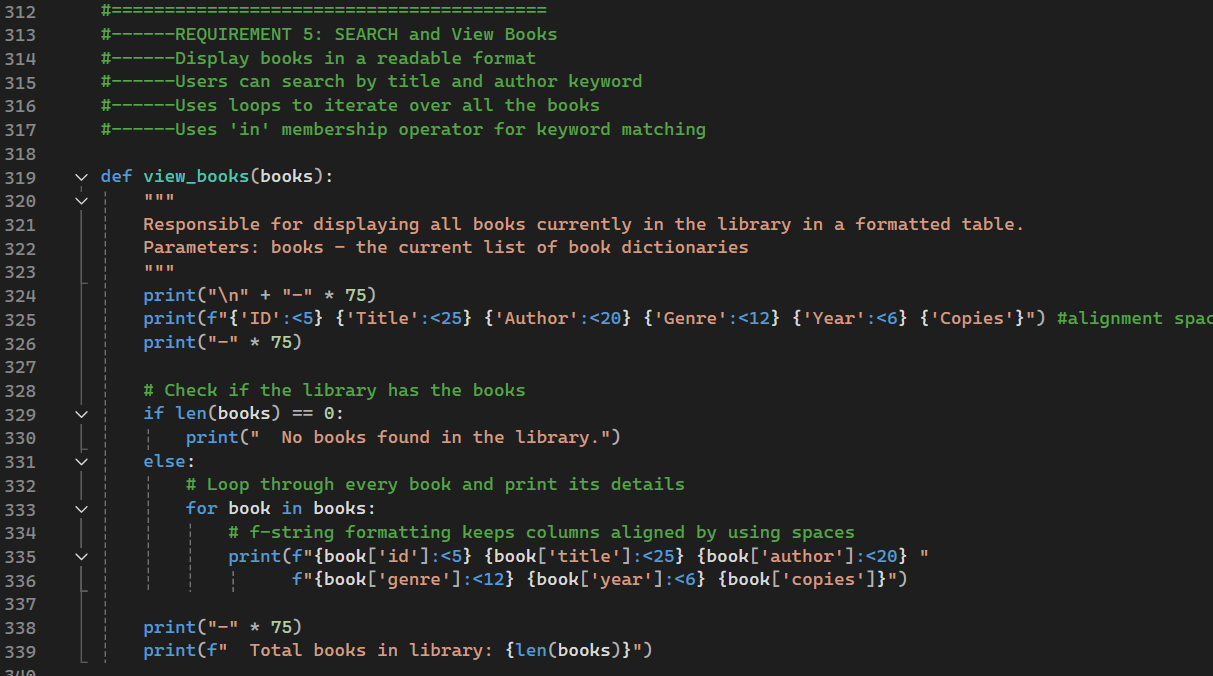 312 #=========================================
313 #------REQUIREMENT 5: SEARCH and View Books
314 #------Display books in a readable format
315 #------Users can search by title and author keyword
316 #------Uses loops to iterate over all the books
317 #------Uses 'in' membership operator for keyword matching
318
319 def view_books(books):
320     """
321     Responsible for displaying all books currently in the library in a formatted table.
322     Parameters: books - the current list of book dictionaries
323     """
324     print("\n" + "-" * 75)
325     print(f"{'ID':<5} {'Title':<25} {'Author':<20} {'Genre':<12} {'Year':<6} {'Copies'}") #alignment spac
326     print("-" * 75)
327
328     # Check if the library has the books
329     if len(books) == 0:
330         print("  No books found in the library.")
331     else:
332         # Loop through every book and print its details
333         for book in books:
334             # f-string formatting keeps columns aligned by using spaces
335             print(f"{book['id']:<5} {book['title']:<25} {book['author']:<20} "
336                   f"{book['genre']:<12} {book['year']:<6} {book['copies']}")
337
338     print("-" * 75)
339     print(f"  Total books in library: {len(books)}")
340